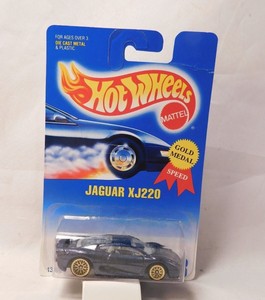 FOR AGES OVER 3
DIE CAST METAL
& PLASTIC
Hot Wheels
MATTEL
GOLD
MEDAL
SPEED
JAGUAR XJ220